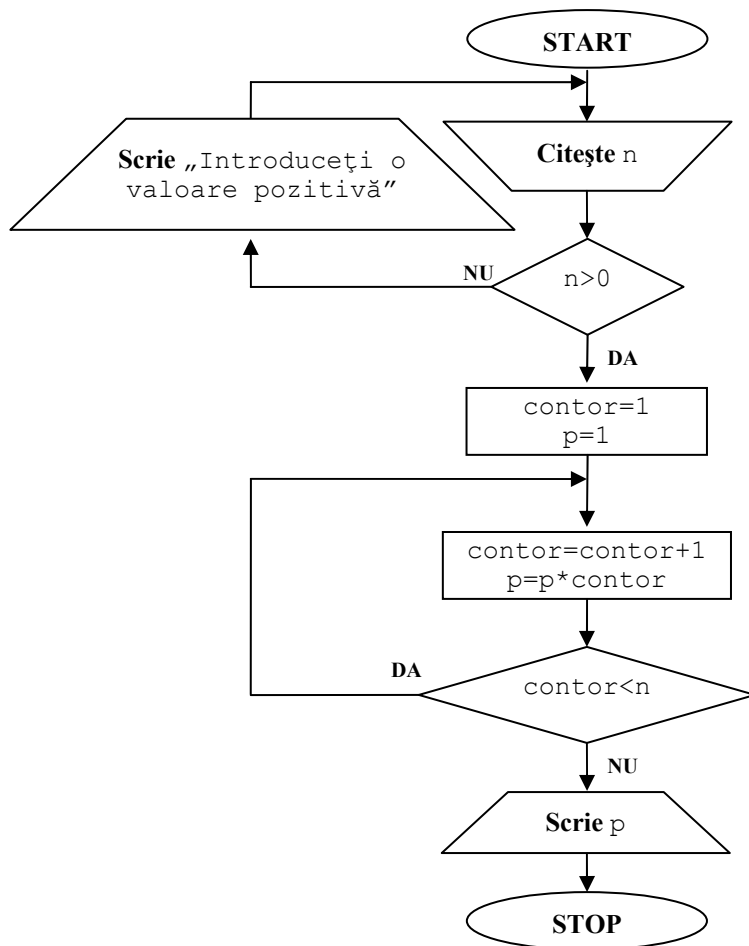 START
Citeşte n
Scrie „Introduceţi o
valoare pozitivă”
n>0
NU
DA
contor=1
p=1
contor=contor+1
p=p*contor
contor<n
DA
NU
Scrie p
STOP